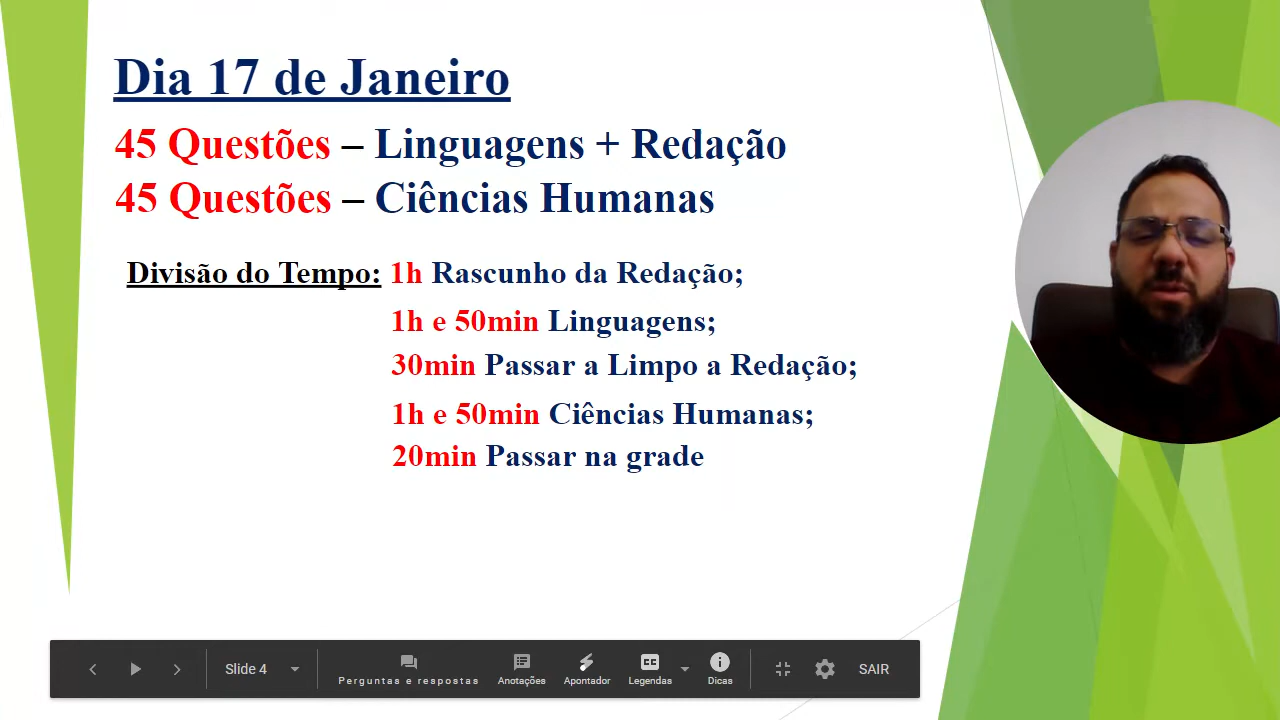 Dia 17 de Janeiro
45 Questões – Linguagens + Redação
45 Questões – Ciências Humanas
Divisão do Tempo: 1h Rascunho da Redação;
1h e 50min Linguagens;
30min Passar a Limpo a Redação;
1h e 50min Ciências Humanas;
20min Passar na grade
Slide 4
Perguntas e respostas
Anotações
Apontador
Legendas
Dicas
SAIR